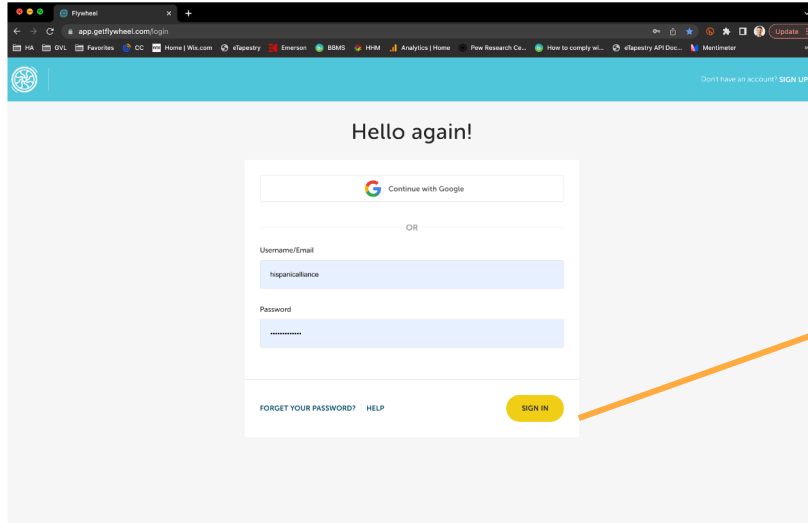 Flywheel
app.getflywheel.com/login
Update
HA GVL Favorites CC Home | Wix.com eTapestry Emerson BBMS HHM Analytics | Home Pew Research Ce... How to comply wi... eTapestry API Doc... Mentimeter
Don't have an account? SIGN UP
Hello again!
Continue with Google
OR
Username/Email
hispanicalliance
Password
•••••••••••••
FORGET YOUR PASSWORD? HELP
SIGN IN